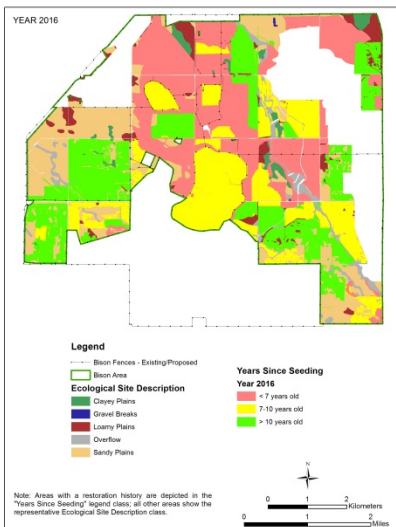 YEAR 2016
Legend
Bison Fences - Existing/Proposed
Bison Area
Ecological Site Description
Clayey Plains
Gravel Breaks
Loamy Plains
Overflow
Sandy Plains
Years Since Seeding
Year 2016
< 7 years old
7-10 years old
> 10 years old
N
0 1 2
Kilometers
0 1 2
Miles
Note: Areas with a restoration history are depicted in the
"Years Since Seeding" legend class; all other areas show the
representative Ecological Site Description class.